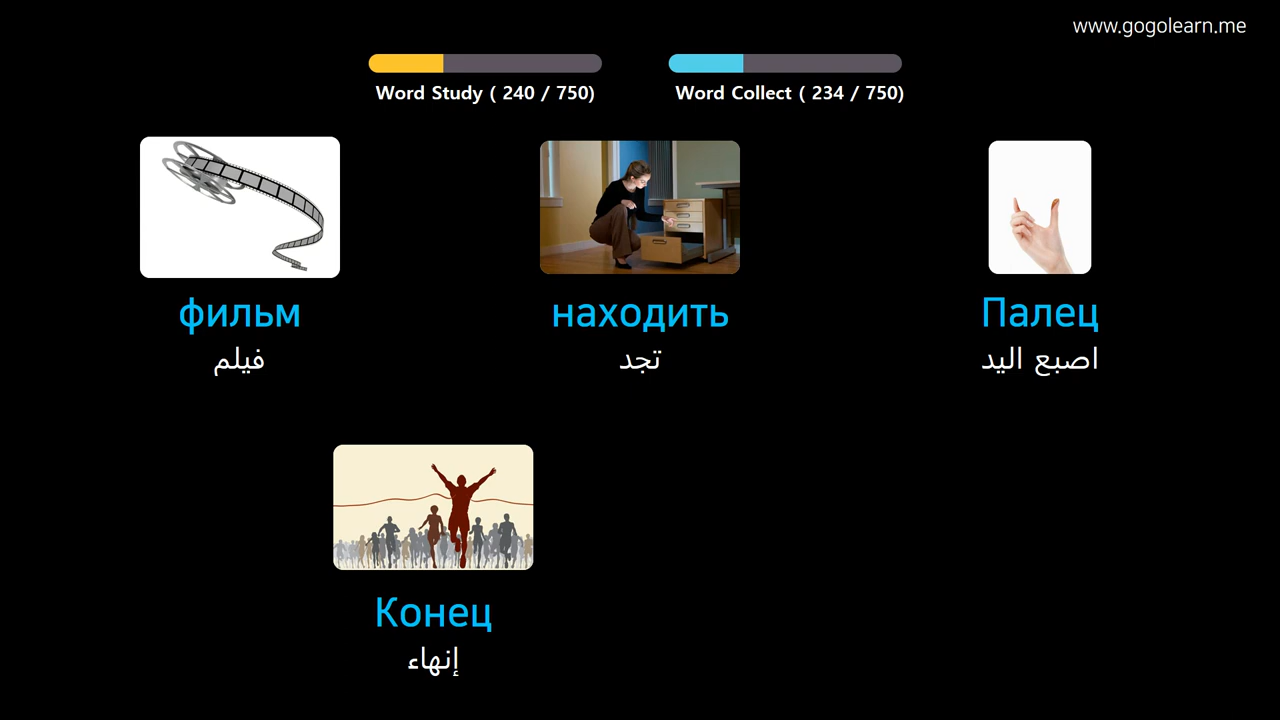 www.gogolearn.me
Word Study ( 240 / 750)
Word Collect ( 234 / 750)
фильм
فيلم
находить
تجد
Палец
اصبع اليد
Конец
إنهاء